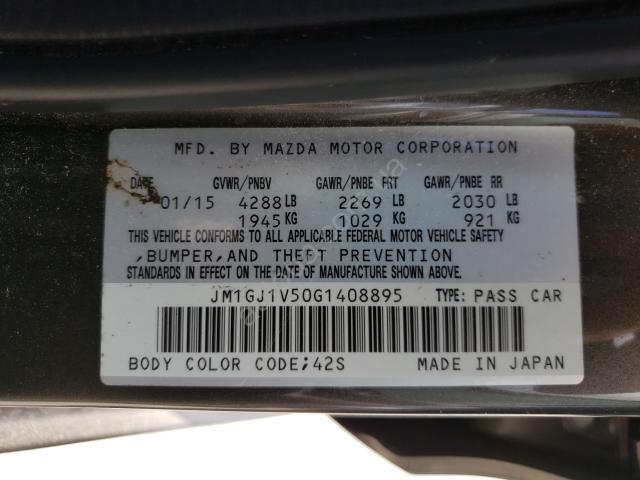 MFD. BY MAZDA MOTOR CORPORATION
DATE GVWR/PNBV GAWR/PNBE FRT GAWR/PNBE RR
01/15 4288 LB 2269 LB 2030 LB
1945 KG 1029 KG 921 KG
THIS VEHICLE CONFORMS TO ALL APPLICABLE FEDERAL MOTOR VEHICLE SAFETY
,BUMPER,AND THEFT PREVENTION
STANDARDS IN EFFECT ON THE DATE OF MANUFACTURE SHOWN ABOVE.
JM1GJ1V50G1408895 TYPE: PASS CAR
BODY COLOR CODE;42S MADE IN JAPAN